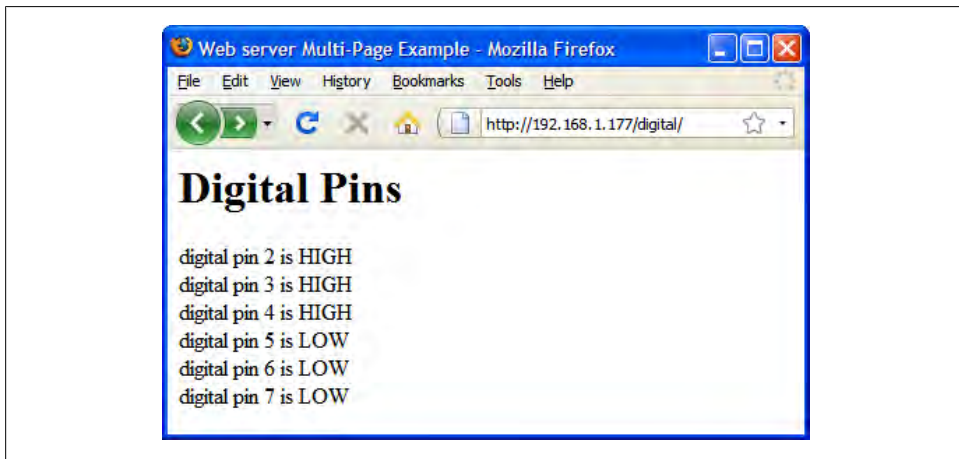 Web server Multi-Page Example - Mozilla Firefox
File Edit View History Bookmarks Tools Help
http://192.168.1.177/digital/
Digital Pins
digital pin 2 is HIGH
digital pin 3 is HIGH
digital pin 4 is HIGH
digital pin 5 is LOW
digital pin 6 is LOW
digital pin 7 is LOW